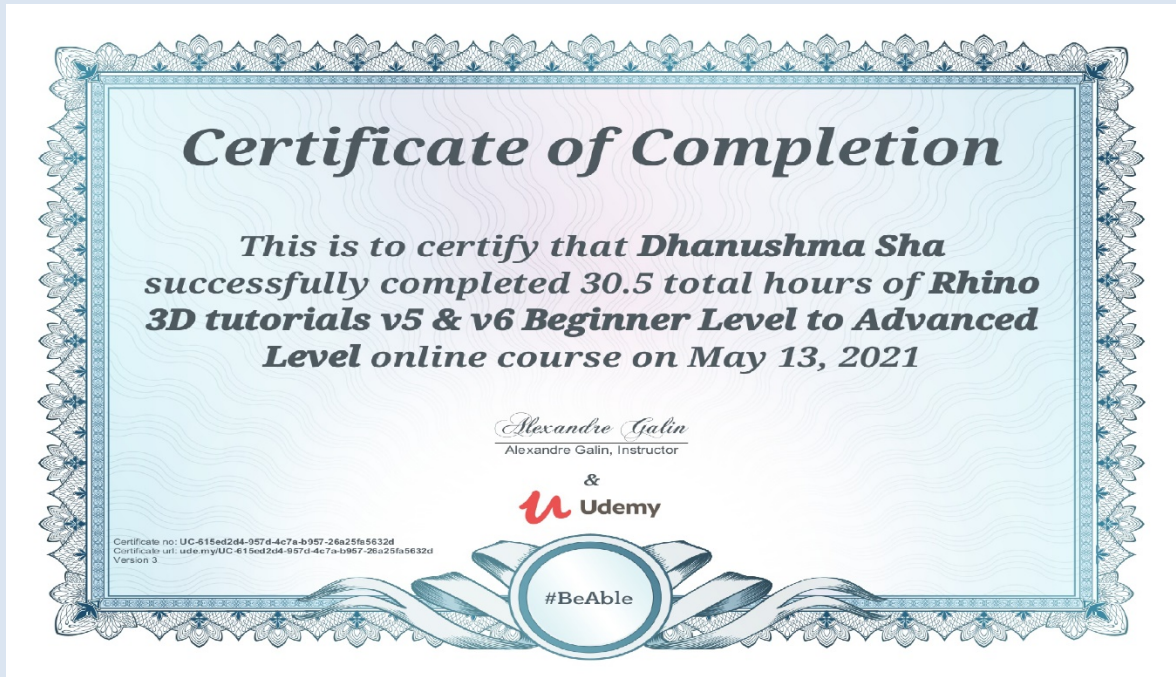 Certificate of Completion
This is to certify that Dhanushma Sha
successfully completed 30.5 total hours of Rhino
3D tutorials v5 & v6 Beginner Level to Advanced
Level online course on May 13, 2021
Alexandre Galin
Alexandre Galin, Instructor
&
Udemy
Certificate no: UC-615ed2d4-957d-4c7a-b957-26a25fa5632d
Certificate url: ude.my/UC-615ed2d4-957d-4c7a-b957-26a25fa5632d
Version 3
#BeAble